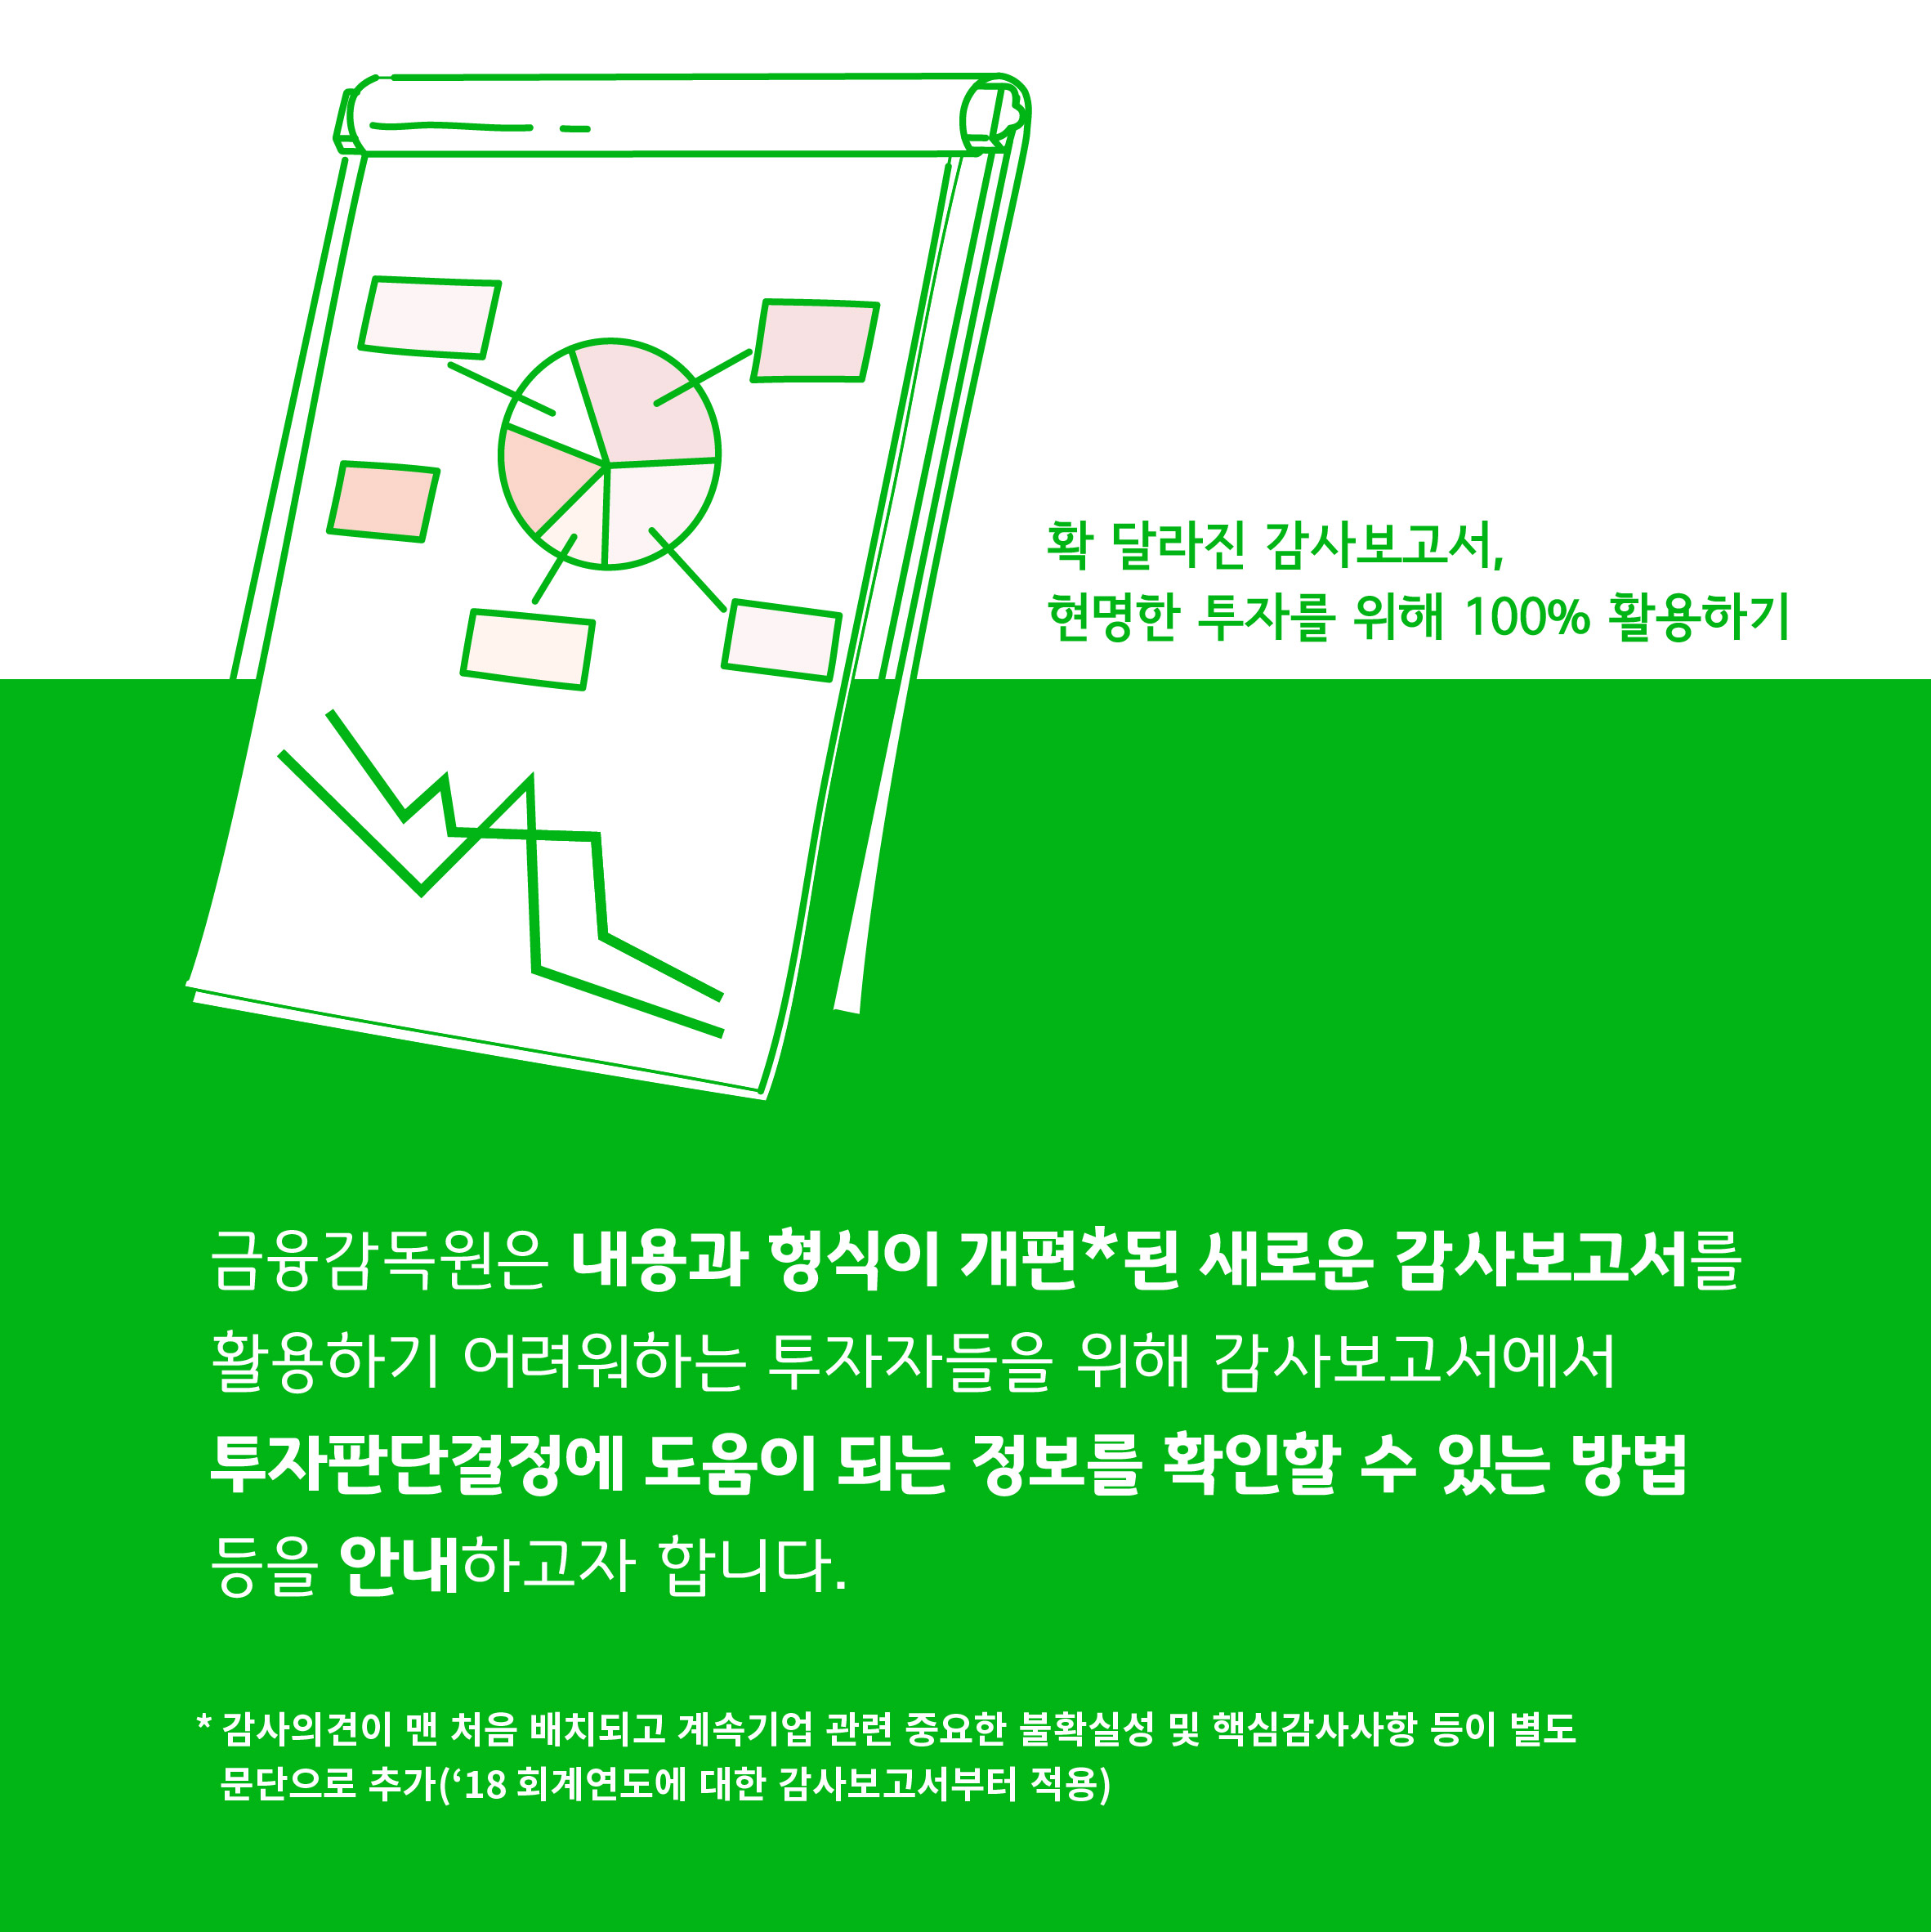 확 달라진 감사보고서,
현명한 투자를 위해 100% 활용하기
금융감독원은 내용과 형식이 개편*된 새로운 감사보고서를
활용하기 어려워하는 투자자들을 위해 감사보고서에서
투자판단결정에 도움이 되는 정보를 확인할 수 있는 방법
등을 안내하고자 합니다.
* 감사의견이 맨 처음 배치되고 계속기업 관련 중요한 불확실성 및 핵심감사사항 등이 별도
문단으로 추가(‘18 회계연도에 대한 감사보고서부터 적용)